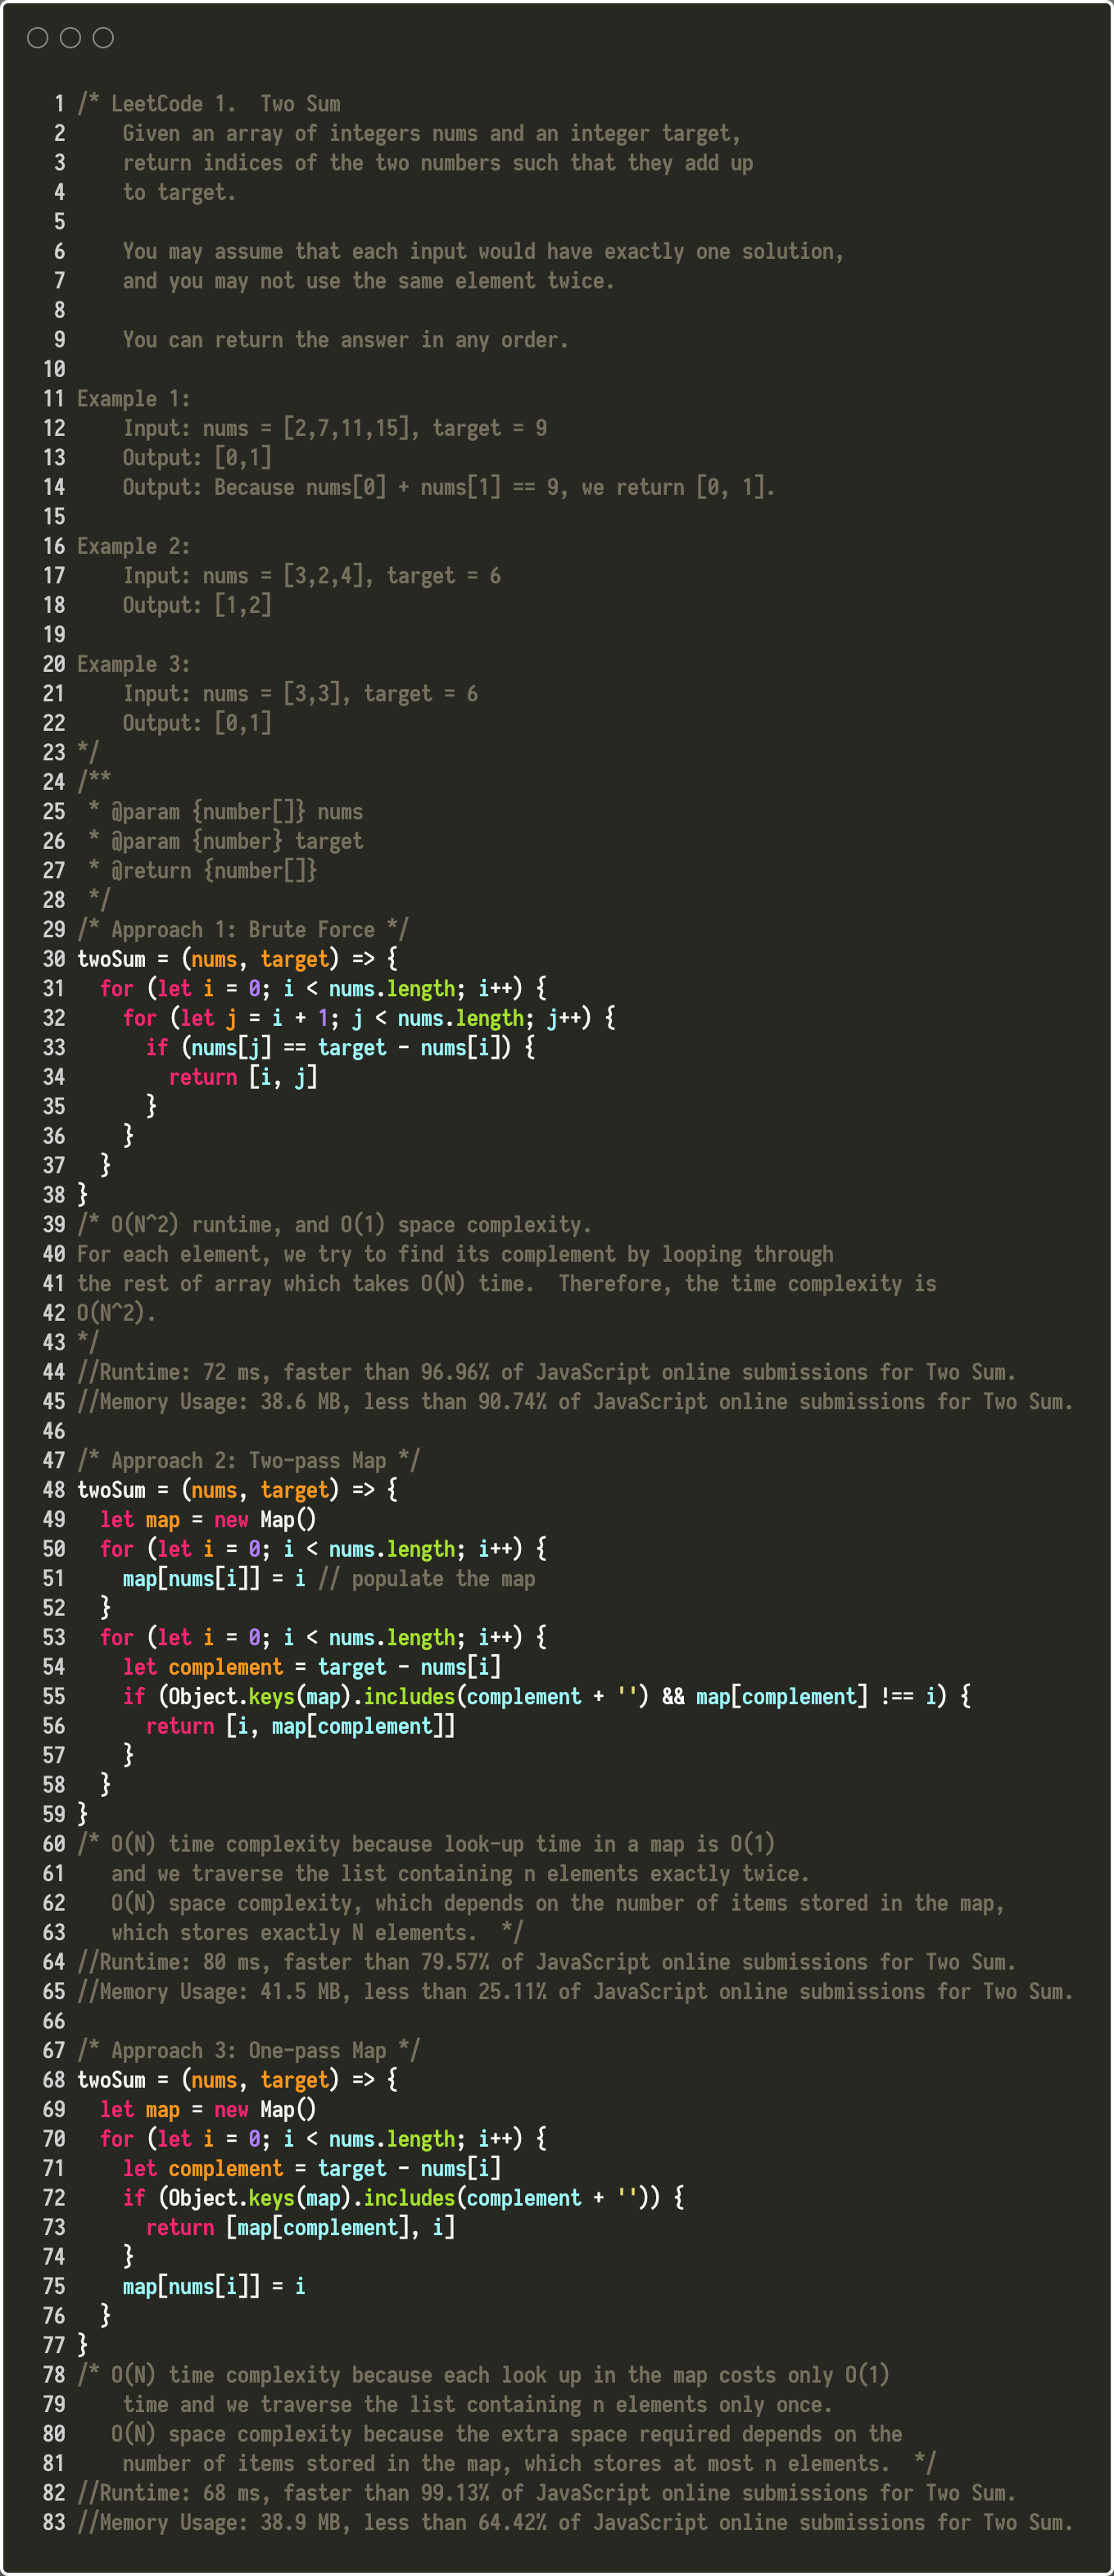 1 /* LeetCode 1.  Two Sum
2     Given an array of integers nums and an integer target,
3     return indices of the two numbers such that they add up
4     to target.
5
6     You may assume that each input would have exactly one solution,
7     and you may not use the same element twice.
8
9     You can return the answer in any order.
10
11 Example 1:
12     Input: nums = [2,7,11,15], target = 9
13     Output: [0,1]
14     Output: Because nums[0] + nums[1] == 9, we return [0, 1].
15
16 Example 2:
17     Input: nums = [3,2,4], target = 6
18     Output: [1,2]
19
20 Example 3:
21     Input: nums = [3,3], target = 6
22     Output: [0,1]
23 */
24 /**
25  * @param {number[]} nums
26  * @param {number} target
27  * @return {number[]}
28  */
29 /* Approach 1: Brute Force */
30 twoSum = (nums, target) => {
31   for (let i = 0; i < nums.length; i++) {
32     for (let j = i + 1; j < nums.length; j++) {
33       if (nums[j] == target - nums[i]) {
34         return [i, j]
35       }
36     }
37   }
38 }
39 /* O(N^2) runtime, and O(1) space complexity.
40 For each element, we try to find its complement by looping through
41 the rest of array which takes O(N) time.  Therefore, the time complexity is
42 O(N^2).
43 */
44 //Runtime: 72 ms, faster than 96.96% of JavaScript online submissions for Two Sum.
45 //Memory Usage: 38.6 MB, less than 90.74% of JavaScript online submissions for Two Sum.
46
47 /* Approach 2: Two-pass Map */
48 twoSum = (nums, target) => {
49   let map = new Map()
50   for (let i = 0; i < nums.length; i++) {
51     map[nums[i]] = i // populate the map
52   }
53   for (let i = 0; i < nums.length; i++) {
54     let complement = target - nums[i]
55     if (Object.keys(map).includes(complement + '') && map[complement] !== i) {
56       return [i, map[complement]]
57     }
58   }
59 }
60 /* O(N) time complexity because look-up time in a map is O(1)
61    and we traverse the list containing n elements exactly twice.
62    O(N) space complexity, which depends on the number of items stored in the map,
63    which stores exactly N elements.  */
64 //Runtime: 80 ms, faster than 79.57% of JavaScript online submissions for Two Sum.
65 //Memory Usage: 41.5 MB, less than 25.11% of JavaScript online submissions for Two Sum.
66
67 /* Approach 3: One-pass Map */
68 twoSum = (nums, target) => {
69   let map = new Map()
70   for (let i = 0; i < nums.length; i++) {
71     let complement = target - nums[i]
72     if (Object.keys(map).includes(complement + '')) {
73       return [map[complement], i]
74     }
75     map[nums[i]] = i
76   }
77 }
78 /* O(N) time complexity because each look up in the map costs only O(1)
79     time and we traverse the list containing n elements only once.
80    O(N) space complexity because the extra space required depends on the
81     number of items stored in the map, which stores at most n elements.  */
82 //Runtime: 68 ms, faster than 99.13% of JavaScript online submissions for Two Sum.
83 //Memory Usage: 38.9 MB, less than 64.42% of JavaScript online submissions for Two Sum.